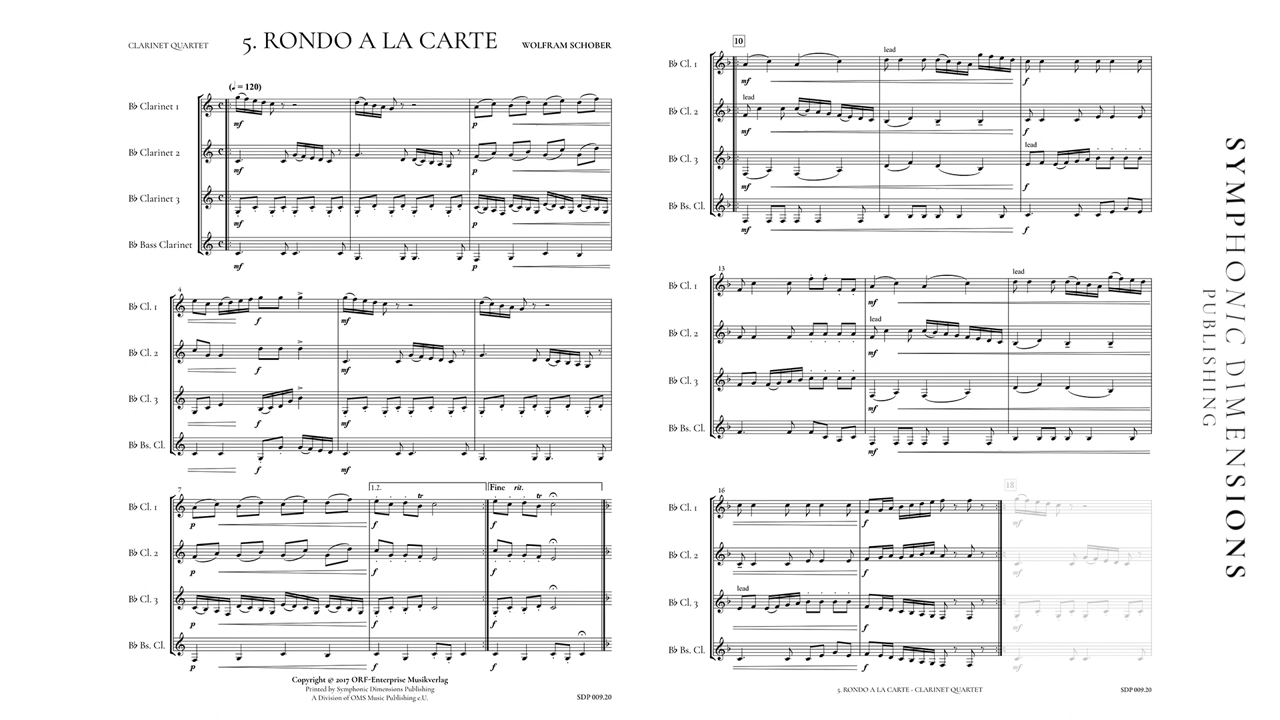 CLARINET QUARTET
5. RONDO A LA CARTE
WOLFRAM SCHOBER
(♩ = 120)
B♭ Clarinet 1
mf
p
B♭ Clarinet 2
mf
B♭ Clarinet 3
mf
B♭ Bass Clarinet
mf
p
4
B♭ Cl. 1
f
mf
B♭ Cl. 2
f
mf
B♭ Cl. 3
f
mf
B♭ Bs. Cl.
f
mf
7
1.2.
Fine rit.
B♭ Cl. 1
tr
tr
p
f
f
B♭ Cl. 2
p
f
f
B♭ Cl. 3
p
f
f
B♭ Bs. Cl.
p
f
f
Copyright © 2017 ORF-Enterprise Musikverlag
Printed by Symphonic Dimensions Publishing
A Division of OMS Music Publishing e.U.
SDP 009.20
10
lead
B♭ Cl. 1
mf
f
lead
B♭ Cl. 2
mf
lead
B♭ Cl. 3
mf
f
B♭ Bs. Cl.
mf
f
13
lead
B♭ Cl. 1
mf
lead
B♭ Cl. 2
mf
B♭ Cl. 3
mf
B♭ Bs. Cl.
mf
16
18
B♭ Cl. 1
f
mf
B♭ Cl. 2
f
mf
lead
B♭ Cl. 3
f
mf
B♭ Bs. Cl.
f
mf
5. RONDO A LA CARTE - CLARINET QUARTET
SDP 009.20
SYMPHONIC DIMENSIONS
PUBLISHING